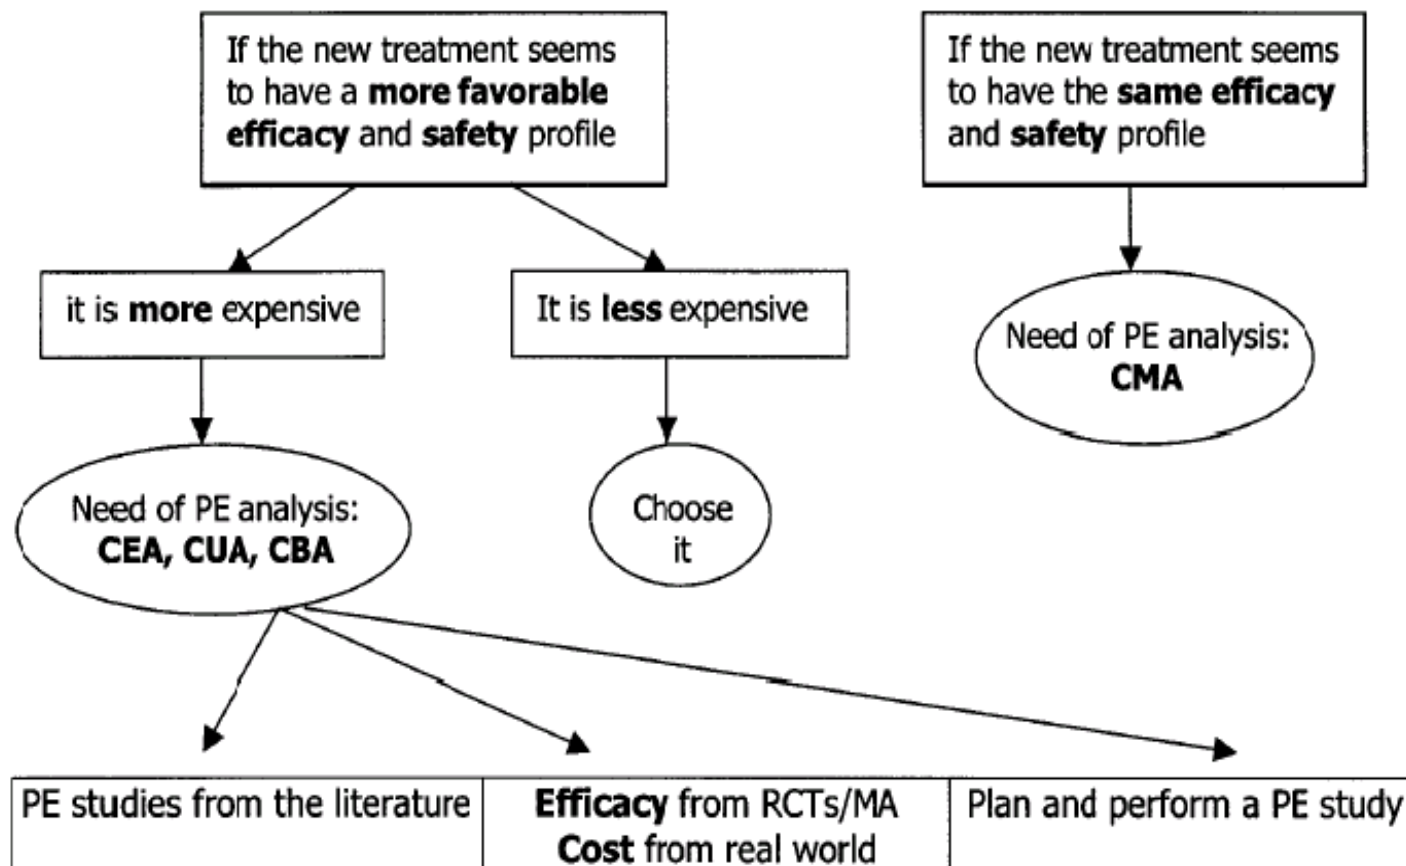 If the new treatment seems
to have a more favorable
efficacy and safety profile
If the new treatment seems
to have the same efficacy
and safety profile
it is more expensive
It is less expensive
Need of PE analysis:
CMA
Need of PE analysis:
CEA, CUA, CBA
Choose
it
PE studies from the literature
Efficacy from RCTs/MA
Cost from real world
Plan and perform a PE study